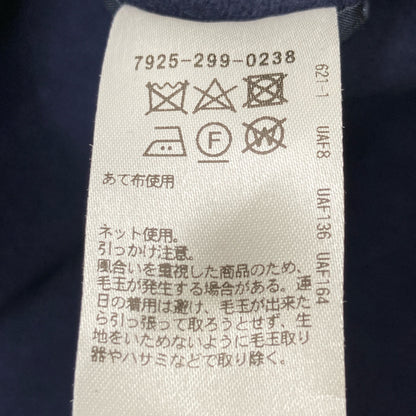 7925-299-0238
F
W
あて布使用
ネット使用。
引っかけ注意。
風合いを重視した商品のため、
毛玉が発生する場合がある。連
日の着用は避け、毛玉が出来た
ら引っ張って取ろうとせず、生
地をいためないように毛玉取り
器やハサミなどで取り除く。
621-1 UAF8 UAF136 UAF164